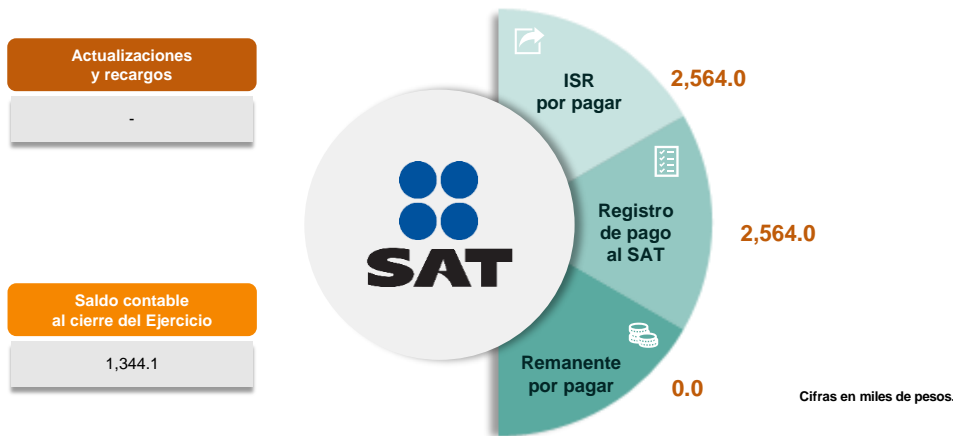 Actualizaciones
y recargos
-
Saldo contable
al cierre del Ejercicio
1,344.1
SAT
ISR
por pagar
2,564.0
Registro
de pago
al SAT
2,564.0
Remanente
por pagar
0.0
Cifras en miles de pesos.